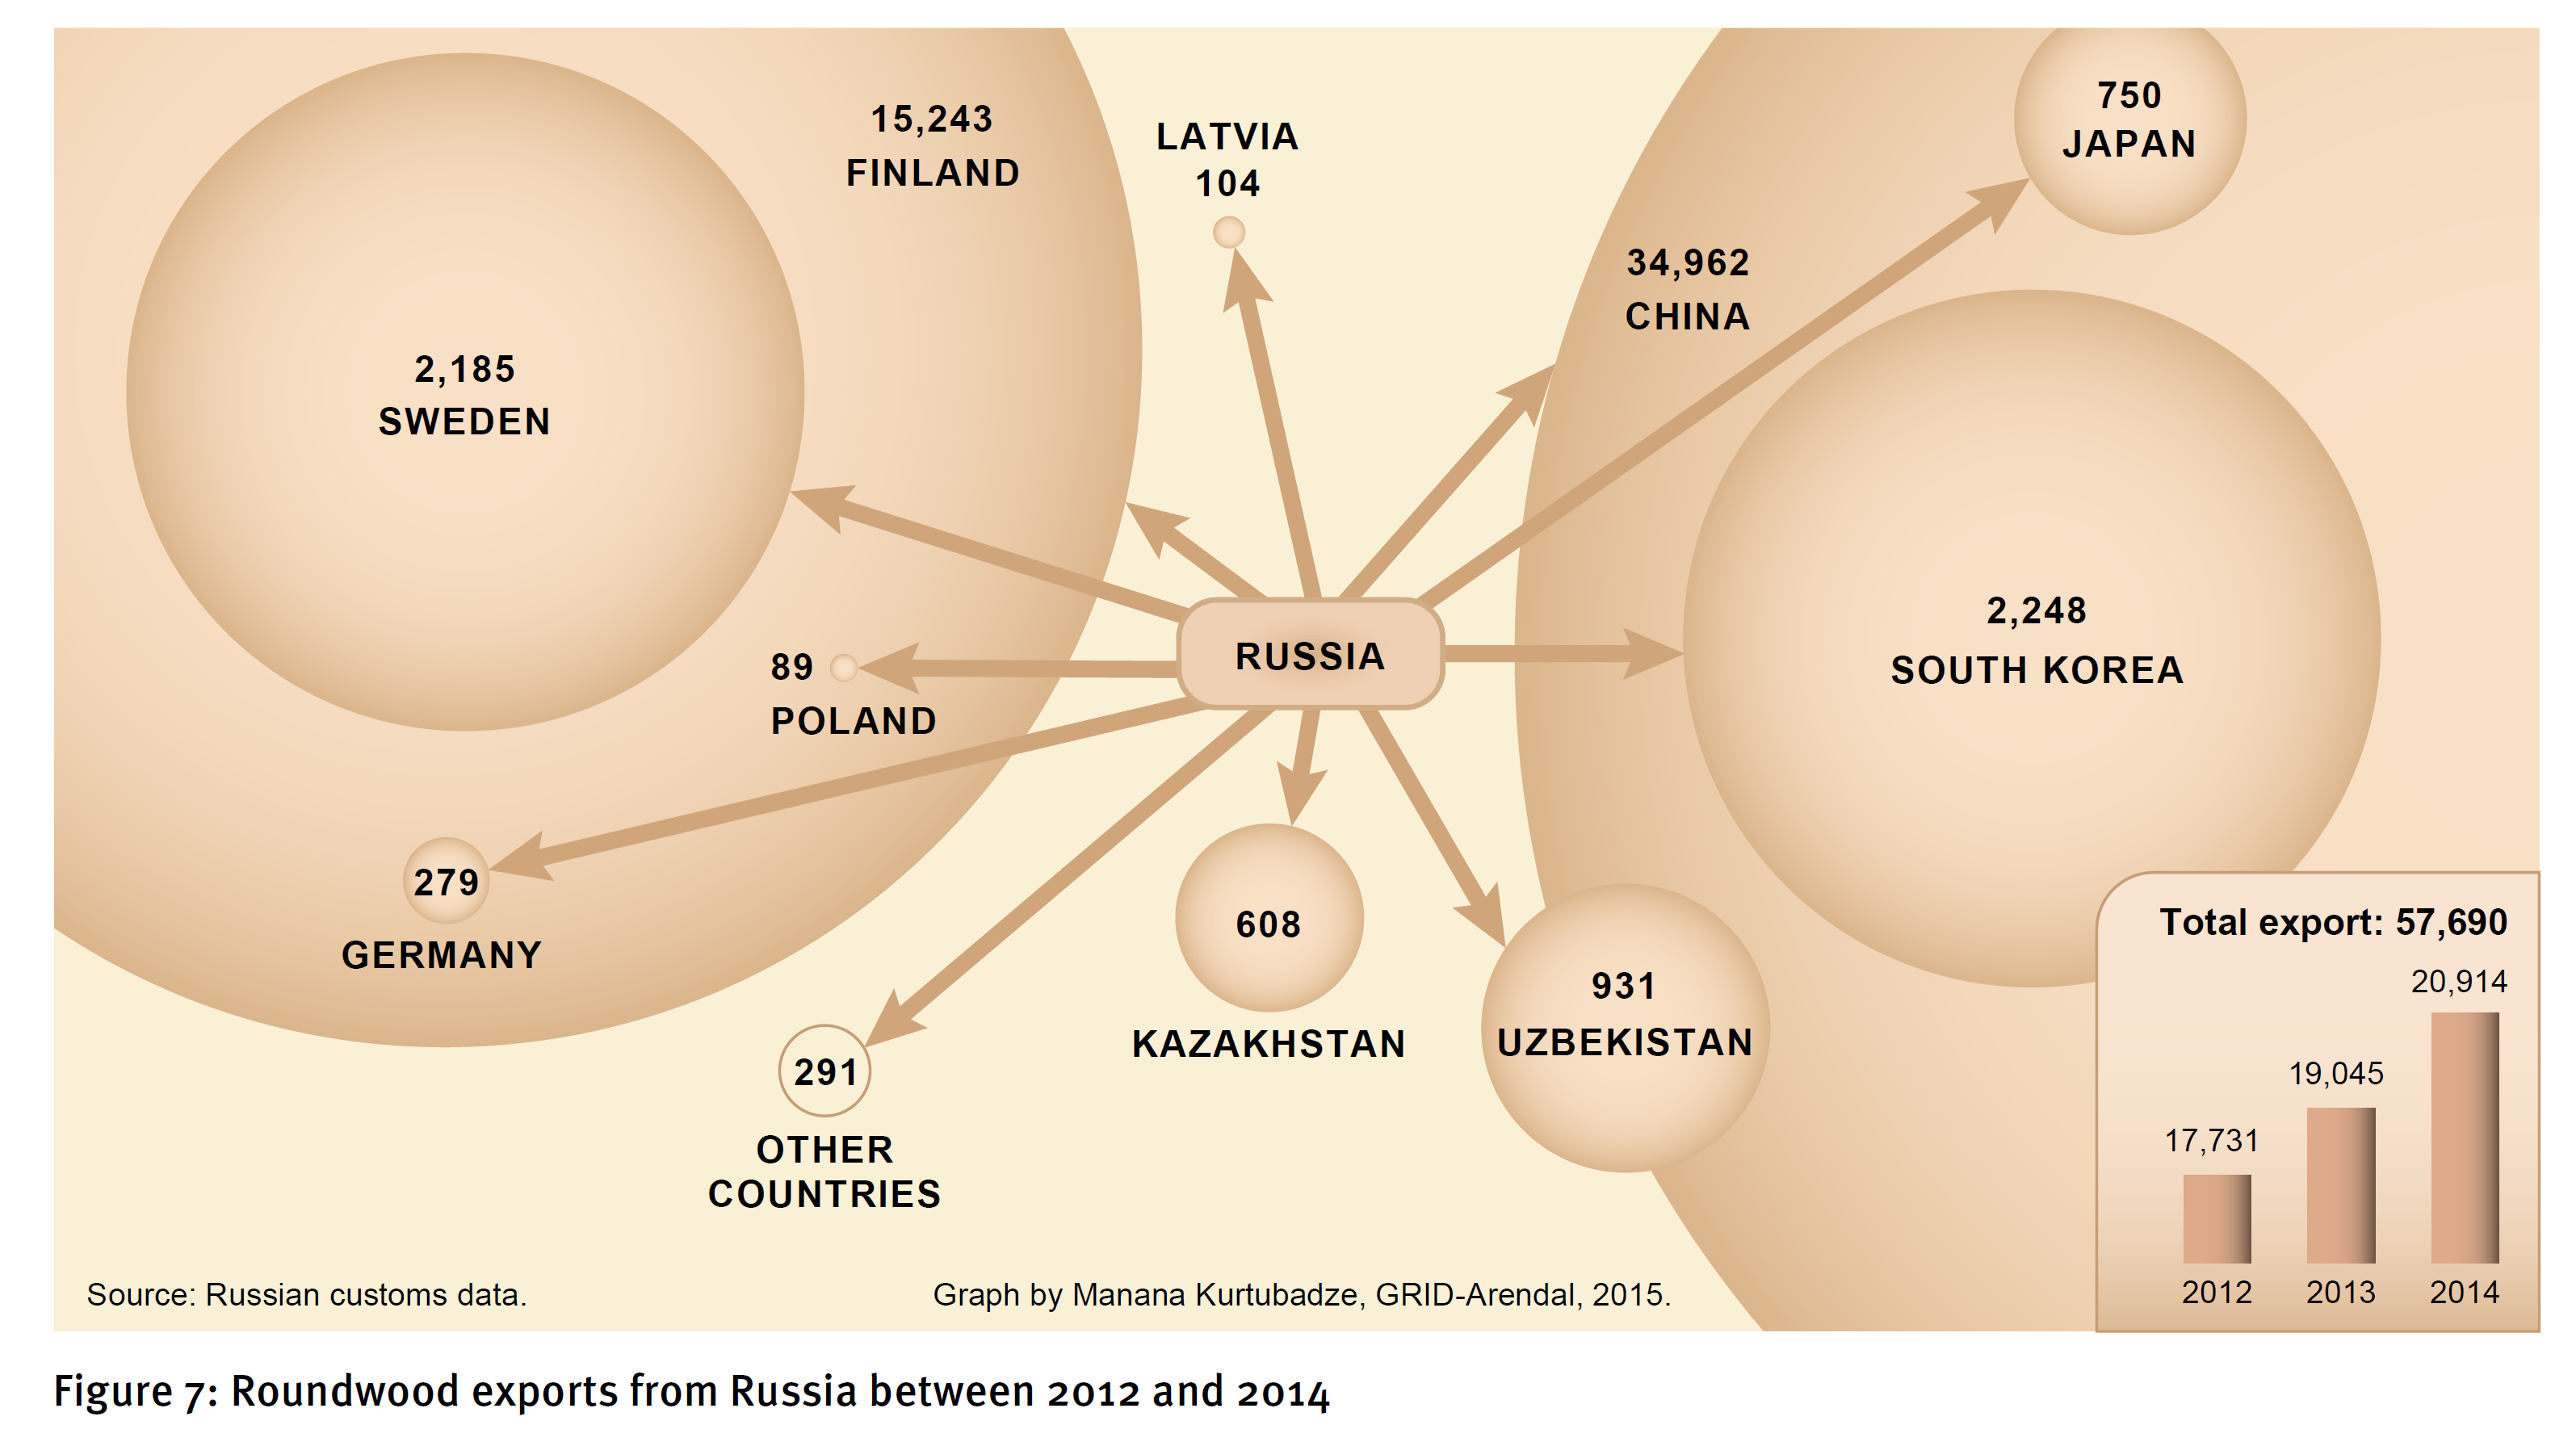 15,243
FINLAND
LATVIA
104
750
JAPAN
34,962
CHINA
2,185
SWEDEN
2,248
SOUTH KOREA
RUSSIA
89
POLAND
279
GERMANY
608
KAZAKHSTAN
931
UZBEKISTAN
291
OTHER
COUNTRIES
Total export: 57,690
20,914
19,045
17,731
2012 2013 2014
Source: Russian customs data.
Graph by Manana Kurtubadze, GRID-Arendal, 2015.
Figure 7: Roundwood exports from Russia between 2012 and 2014